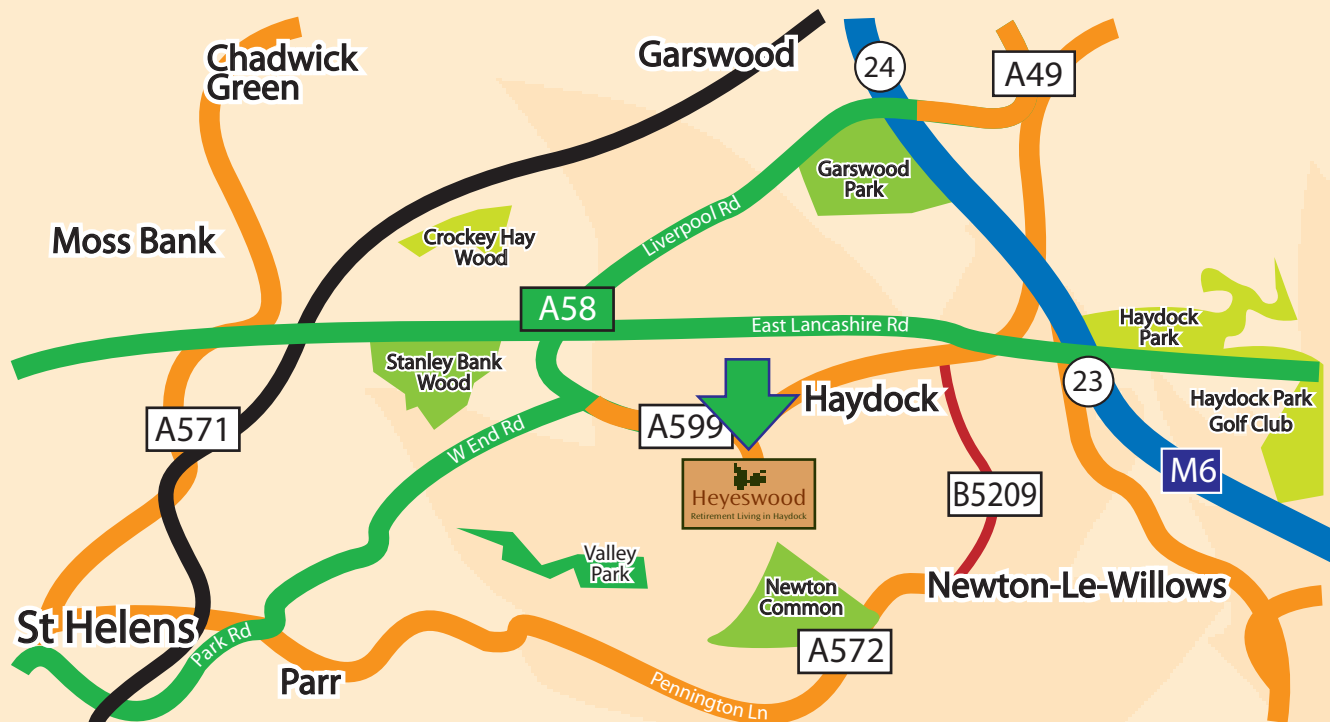 Chadwick
Green
Garswood
24
A49
Garswood
Park
Moss Bank
Crockey Hay
Wood
Liverpool Rd
A58
East Lancashire Rd
Haydock
Park
Stanley Bank
Wood
23
Haydock Park
Golf Club
A571
W End Rd
A599
Haydock
M6
Heyeswood
Retirement Living in Haydock
B5209
Valley
Park
Newton
Common
Newton-Le-Willows
St Helens
Park Rd
A572
Parr
Pennington Ln